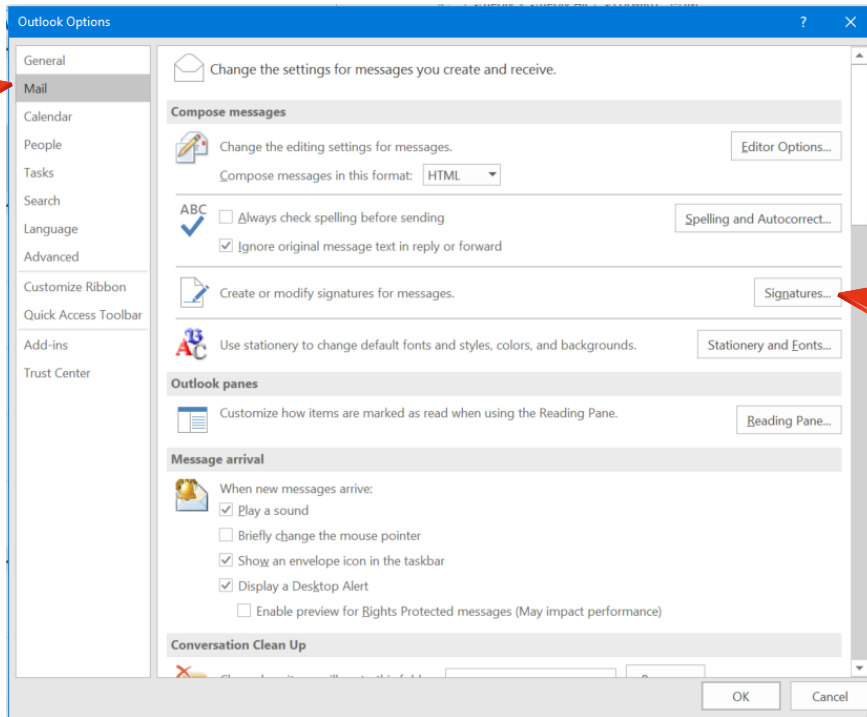 Outlook Options
General
Mail
Calendar
People
Tasks
Search
Language
Advanced
Customize Ribbon
Quick Access Toolbar
Add-ins
Trust Center
Change the settings for messages you create and receive.
Compose messages
Change the editing settings for messages.
Editor Options...
Compose messages in this format: HTML
ABC
Always check spelling before sending
Spelling and Autocorrect...
Ignore original message text in reply or forward
Create or modify signatures for messages.
Signatures...
Use stationery to change default fonts and styles, colors, and backgrounds.
Stationery and Fonts...
Outlook panes
Customize how items are marked as read when using the Reading Pane.
Reading Pane...
Message arrival
When new messages arrive:
Play a sound
Briefly change the mouse pointer
Show an envelope icon in the taskbar
Display a Desktop Alert
Enable preview for Rights Protected messages (May impact performance)
Conversation Clean Up
OK
Cancel